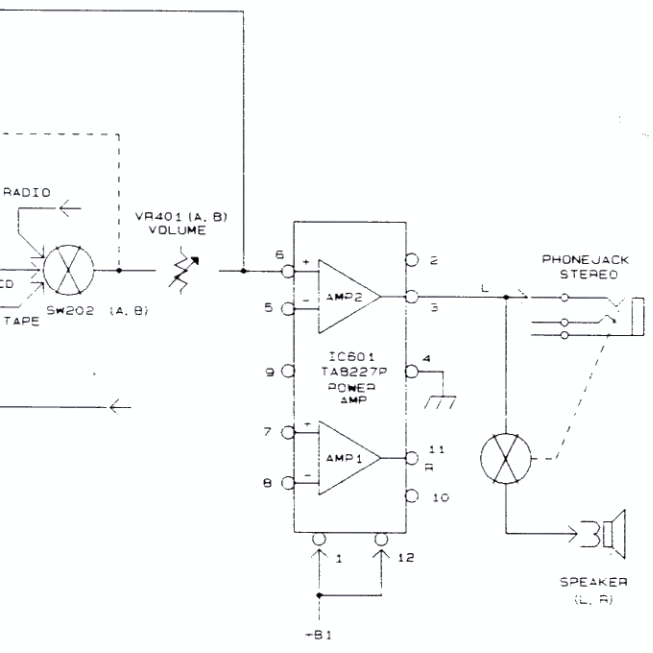 RADIO
CD
TAPE
SW202 (A, B)
VR401 (A, B)
VOLUME
6
+
AMP2
5
-
2
3
L
PHONEJACK
STEREO
9
IC601
TA8227P
POWER
AMP
4
7
+
AMP1
8
-
11
R
10
1
12
+B1
SPEAKER
(L, R)